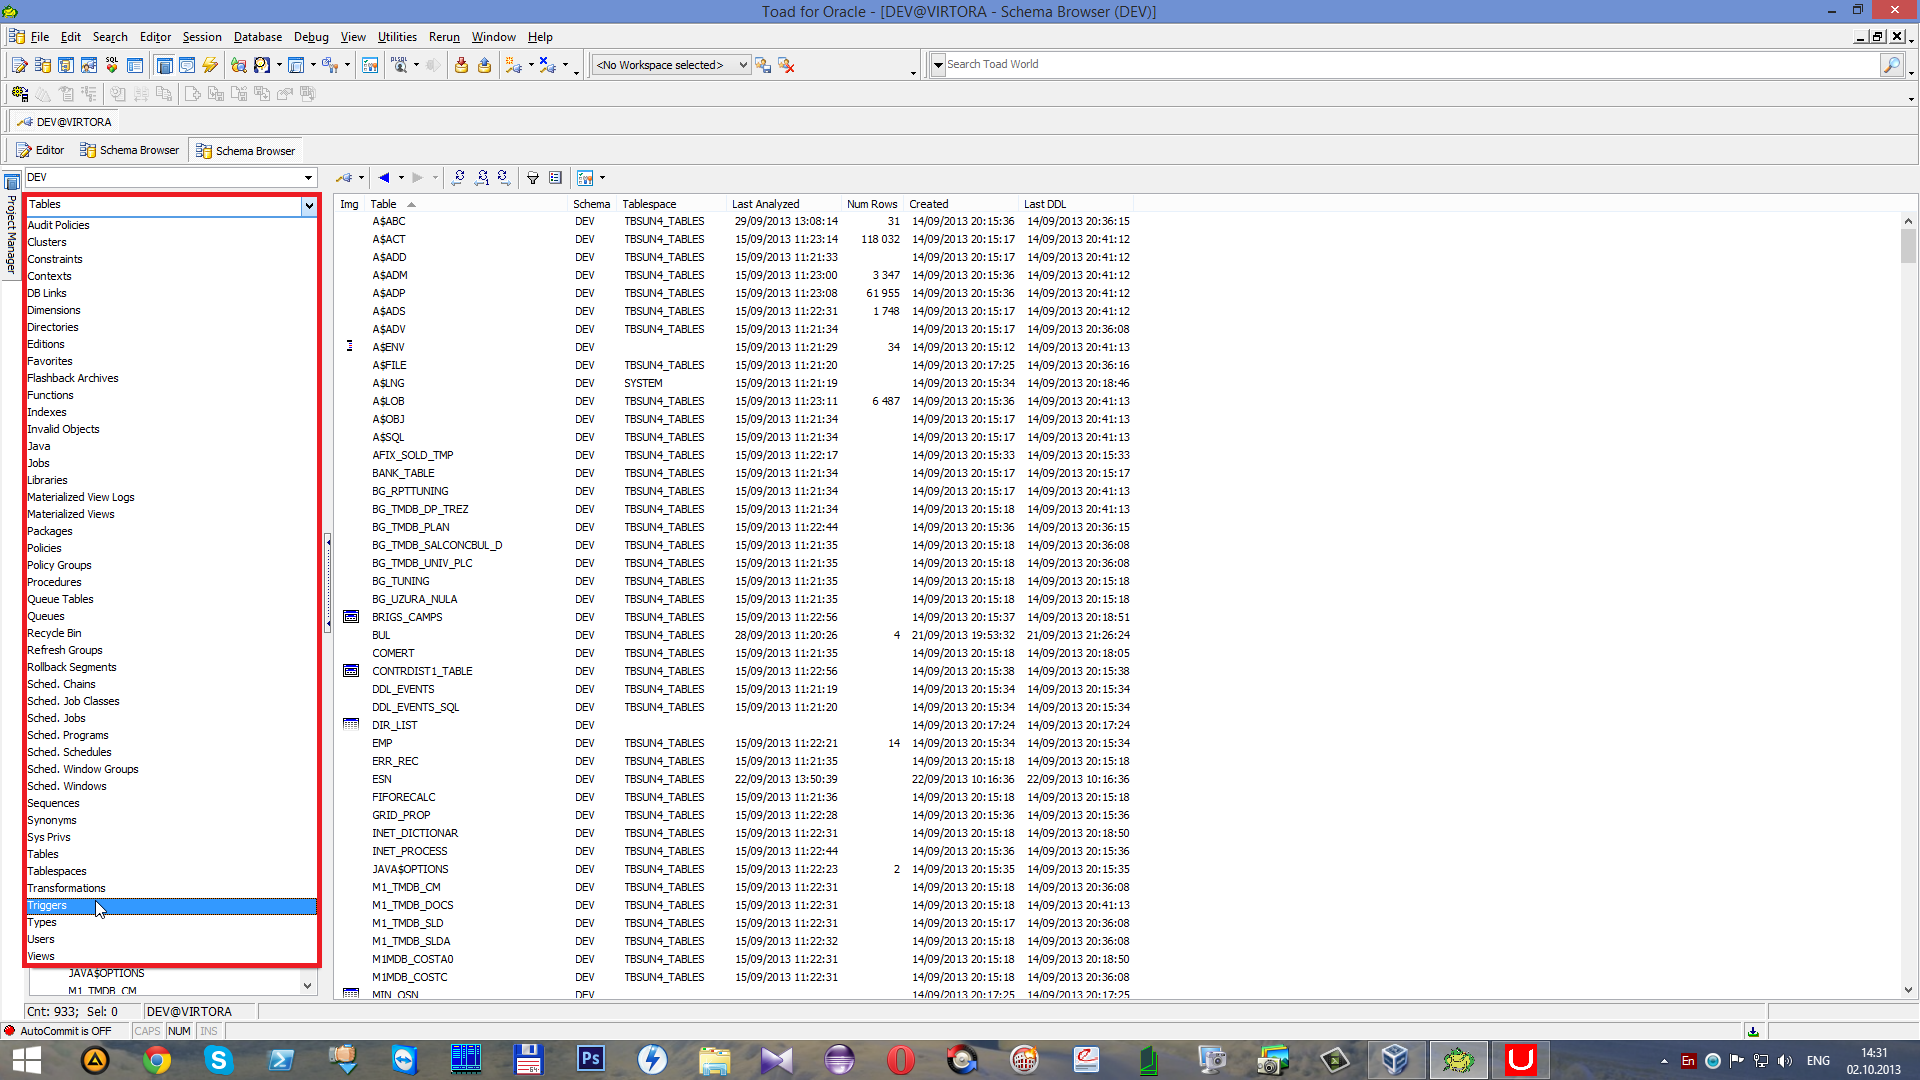 Toad for Oracle - [DEV@VIRTORA - Schema Browser (DEV)]
File Edit Search Editor Session Database Debug View Utilities Rerun Window Help
SQL <No Workspace selected> Search Toad World
DEV@VIRTORA
Editor Schema Browser Schema Browser
Project Manager
DEV
Tables
Audit Policies
Clusters
Constraints
Contexts
DB Links
Dimensions
Directories
Editions
Favorites
Flashback Archives
Functions
Indexes
Invalid Objects
Java
Jobs
Libraries
Materialized View Logs
Materialized Views
Packages
Policies
Policy Groups
Procedures
Queue Tables
Queues
Recycle Bin
Refresh Groups
Rollback Segments
Sched. Chains
Sched. Job Classes
Sched. Jobs
Sched. Programs
Sched. Schedules
Sched. Window Groups
Sched. Windows
Sequences
Synonyms
Sys Privs
Tables
Tablespaces
Transformations
Triggers
Types
Users
Views
JAVA$OPTIONS
M1_TMDB_CM
Img Table Schema Tablespace Last Analyzed Num Rows Created Last DDL
A$ABC DEV TBSUN4_TABLES 29/09/2013 13:08:14 31 14/09/2013 20:15:36 14/09/2013 20:36:15
A$ACT DEV TBSUN4_TABLES 15/09/2013 11:23:14 118 032 14/09/2013 20:15:17 14/09/2013 20:41:12
A$ADD DEV TBSUN4_TABLES 15/09/2013 11:21:33 14/09/2013 20:15:17 14/09/2013 20:41:12
A$ADM DEV TBSUN4_TABLES 15/09/2013 11:23:00 3 347 14/09/2013 20:15:36 14/09/2013 20:41:12
A$ADP DEV TBSUN4_TABLES 15/09/2013 11:23:08 61 955 14/09/2013 20:15:36 14/09/2013 20:41:12
A$ADS DEV TBSUN4_TABLES 15/09/2013 11:22:31 1 748 14/09/2013 20:15:17 14/09/2013 20:41:12
A$ADV DEV TBSUN4_TABLES 15/09/2013 11:21:34 14/09/2013 20:15:17 14/09/2013 20:36:08
A$ENV DEV 15/09/2013 11:21:29 34 14/09/2013 20:15:12 14/09/2013 20:41:13
A$FILE DEV TBSUN4_TABLES 15/09/2013 11:21:20 14/09/2013 20:17:25 14/09/2013 20:36:16
A$LNG DEV SYSTEM 15/09/2013 11:21:19 14/09/2013 20:15:34 14/09/2013 20:18:46
A$LOB DEV TBSUN4_TABLES 15/09/2013 11:23:11 6 487 14/09/2013 20:15:36 14/09/2013 20:41:13
A$OBJ DEV TBSUN4_TABLES 15/09/2013 11:21:34 14/09/2013 20:15:17 14/09/2013 20:41:13
A$SQL DEV TBSUN4_TABLES 15/09/2013 11:21:34 14/09/2013 20:15:17 14/09/2013 20:41:13
AFIX_SOLD_TMP DEV TBSUN4_TABLES 15/09/2013 11:22:17 14/09/2013 20:15:33 14/09/2013 20:15:33
BANK_TABLE DEV TBSUN4_TABLES 15/09/2013 11:21:34 14/09/2013 20:15:17 14/09/2013 20:15:17
BG_RPTTUNING DEV TBSUN4_TABLES 15/09/2013 11:21:34 14/09/2013 20:15:17 14/09/2013 20:41:13
BG_TMDB_DP_TREZ DEV TBSUN4_TABLES 15/09/2013 11:21:34 14/09/2013 20:15:18 14/09/2013 20:41:13
BG_TMDB_PLAN DEV TBSUN4_TABLES 15/09/2013 11:22:44 14/09/2013 20:15:36 14/09/2013 20:36:15
BG_TMDB_SALCONCBUL_D DEV TBSUN4_TABLES 15/09/2013 11:21:35 14/09/2013 20:15:18 14/09/2013 20:36:08
BG_TMDB_UNIV_PLC DEV TBSUN4_TABLES 15/09/2013 11:21:35 14/09/2013 20:15:18 14/09/2013 20:36:08
BG_TUNING DEV TBSUN4_TABLES 15/09/2013 11:21:35 14/09/2013 20:15:18 14/09/2013 20:15:18
BG_UZURA_NULA DEV TBSUN4_TABLES 15/09/2013 11:21:35 14/09/2013 20:15:18 14/09/2013 20:15:18
BRIGS_CAMPS DEV TBSUN4_TABLES 15/09/2013 11:22:56 14/09/2013 20:15:37 14/09/2013 20:18:51
BUL DEV TBSUN4_TABLES 28/09/2013 11:20:26 4 21/09/2013 19:53:32 21/09/2013 21:26:24
COMERT DEV TBSUN4_TABLES 15/09/2013 11:21:35 14/09/2013 20:15:18 14/09/2013 20:18:05
CONTRDIST1_TABLE DEV TBSUN4_TABLES 15/09/2013 11:22:56 14/09/2013 20:15:38 14/09/2013 20:15:38
DDL_EVENTS DEV TBSUN4_TABLES 15/09/2013 11:21:19 14/09/2013 20:15:34 14/09/2013 20:15:34
DDL_EVENTS_SQL DEV TBSUN4_TABLES 15/09/2013 11:21:20 14/09/2013 20:15:34 14/09/2013 20:15:34
DIR_LIST DEV 14/09/2013 20:17:24 14/09/2013 20:17:24
EMP DEV TBSUN4_TABLES 15/09/2013 11:22:21 14 14/09/2013 20:15:34 14/09/2013 20:15:34
ERR_REC DEV TBSUN4_TABLES 15/09/2013 11:21:35 14/09/2013 20:15:18 14/09/2013 20:15:18
ESN DEV TBSUN4_TABLES 22/09/2013 13:50:39 22/09/2013 10:16:36 22/09/2013 10:16:36
FIFORECALC DEV TBSUN4_TABLES 15/09/2013 11:21:36 14/09/2013 20:15:18 14/09/2013 20:15:18
GRID_PROP DEV TBSUN4_TABLES 15/09/2013 11:22:28 14/09/2013 20:15:36 14/09/2013 20:15:36
INET_DICTIONAR DEV TBSUN4_TABLES 15/09/2013 11:22:31 14/09/2013 20:15:18 14/09/2013 20:18:50
INET_PROCESS DEV TBSUN4_TABLES 15/09/2013 11:22:44 14/09/2013 20:15:36 14/09/2013 20:15:36
JAVA$OPTIONS DEV TBSUN4_TABLES 15/09/2013 11:22:23 2 14/09/2013 20:15:35 14/09/2013 20:15:35
M1_TMDB_CM DEV TBSUN4_TABLES 15/09/2013 11:22:31 14/09/2013 20:15:18 14/09/2013 20:36:08
M1_TMDB_DOCS DEV TBSUN4_TABLES 15/09/2013 11:22:31 14/09/2013 20:15:18 14/09/2013 20:41:13
M1_TMDB_SLD DEV TBSUN4_TABLES 15/09/2013 11:22:31 14/09/2013 20:15:17 14/09/2013 20:36:08
M1_TMDB_SLDA DEV TBSUN4_TABLES 15/09/2013 11:22:32 14/09/2013 20:15:18 14/09/2013 20:36:08
M1MDB_COSTA0 DEV TBSUN4_TABLES 15/09/2013 11:22:31 14/09/2013 20:15:18 14/09/2013 20:18:50
M1MDB_COSTC DEV TBSUN4_TABLES 15/09/2013 11:22:31 14/09/2013 20:15:18 14/09/2013 20:36:08
MIN_OSN DEV 14/09/2013 20:17:25 14/09/2013 20:17:25
Cnt: 933; Sel: 0 DEV@VIRTORA
AutoCommit is OFF CAPS NUM INS
Ps 64 En ENG 14:31
02.10.2013